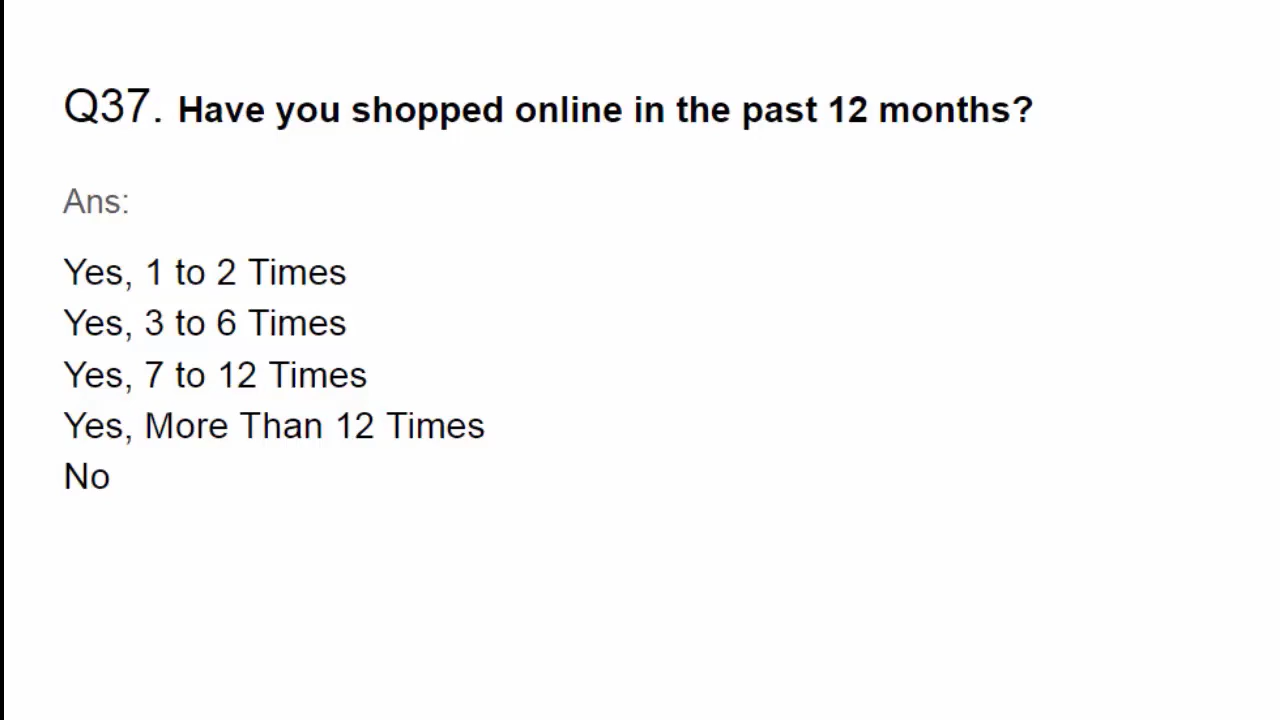 Q37. Have you shopped online in the past 12 months?
Ans:
Yes, 1 to 2 Times
Yes, 3 to 6 Times
Yes, 7 to 12 Times
Yes, More Than 12 Times
No